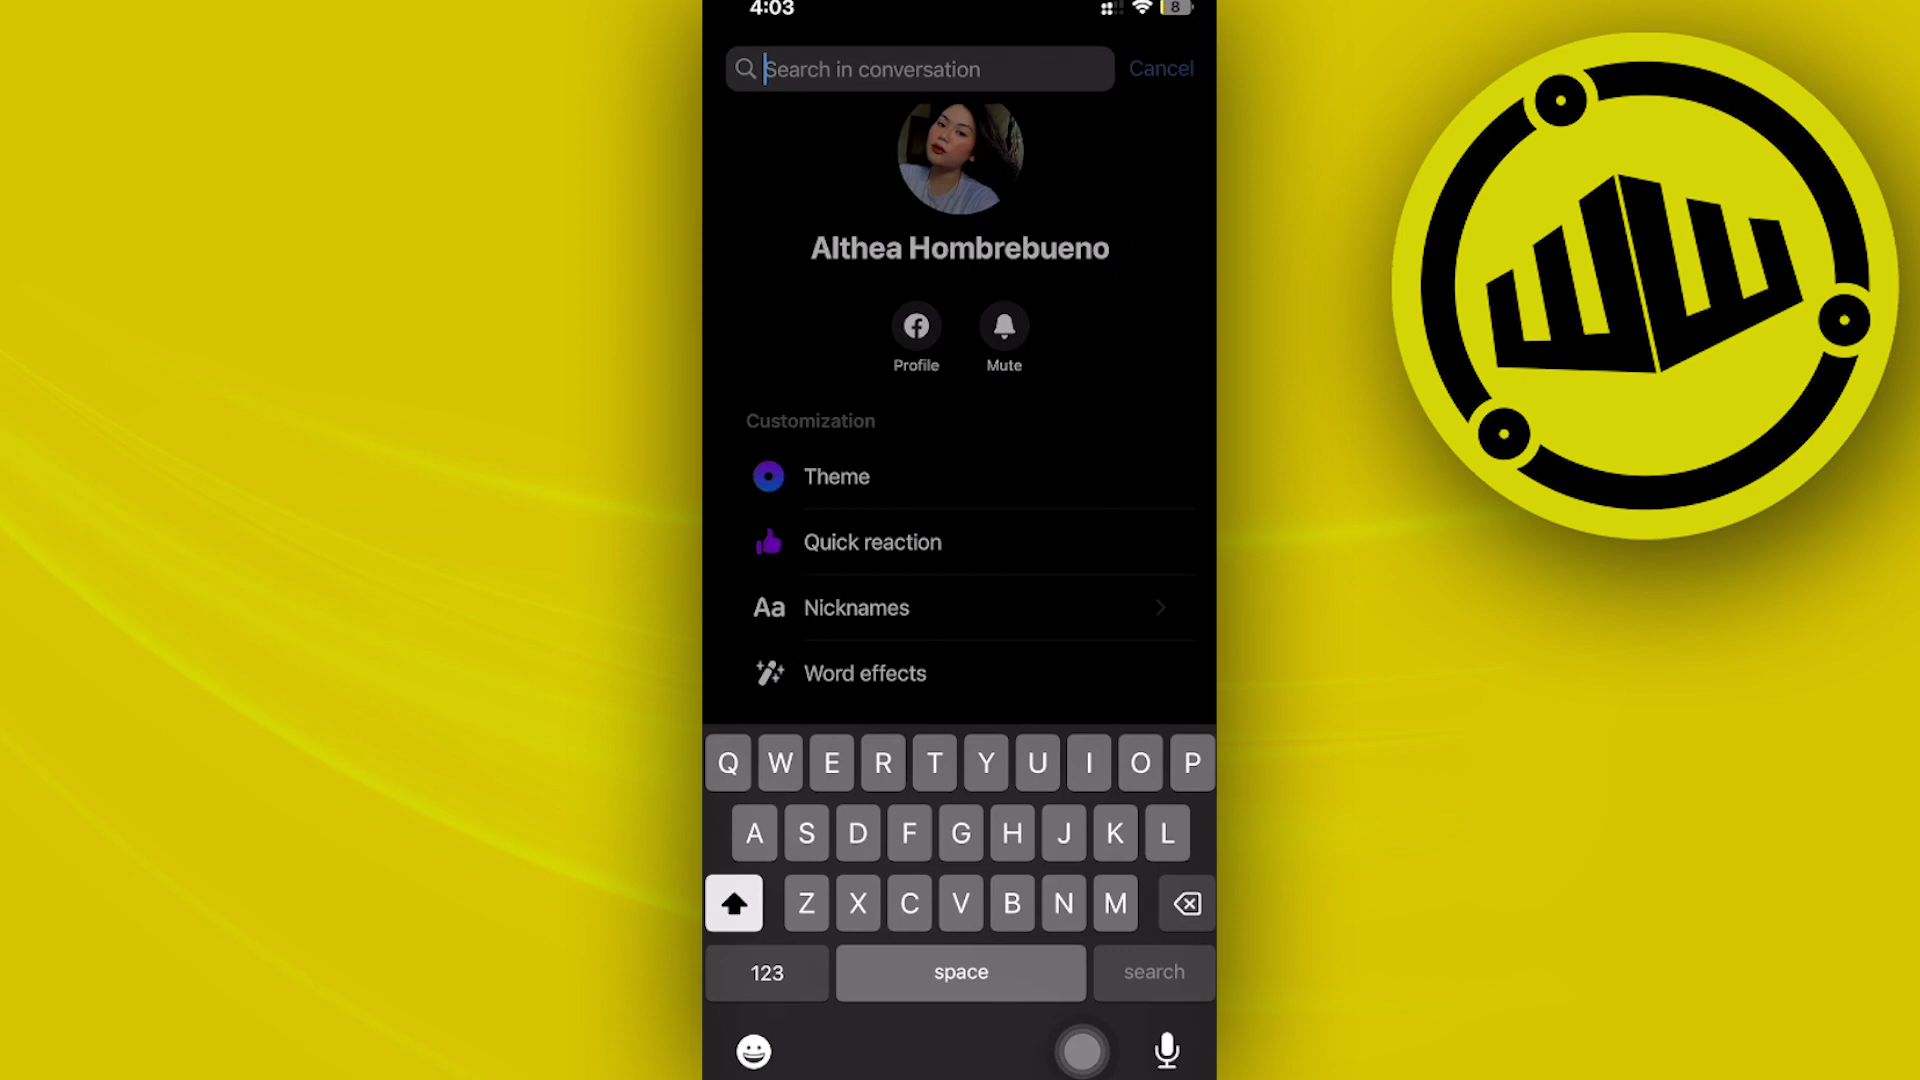 4:03
8
Search in conversation
Cancel
Althea Hombrebueno
Profile
Mute
Customization
Theme
Quick reaction
Aa Nicknames
Word effects
Q W E R T Y U I O P
A S D F G H J K L
Z X C V B N M
123 space search